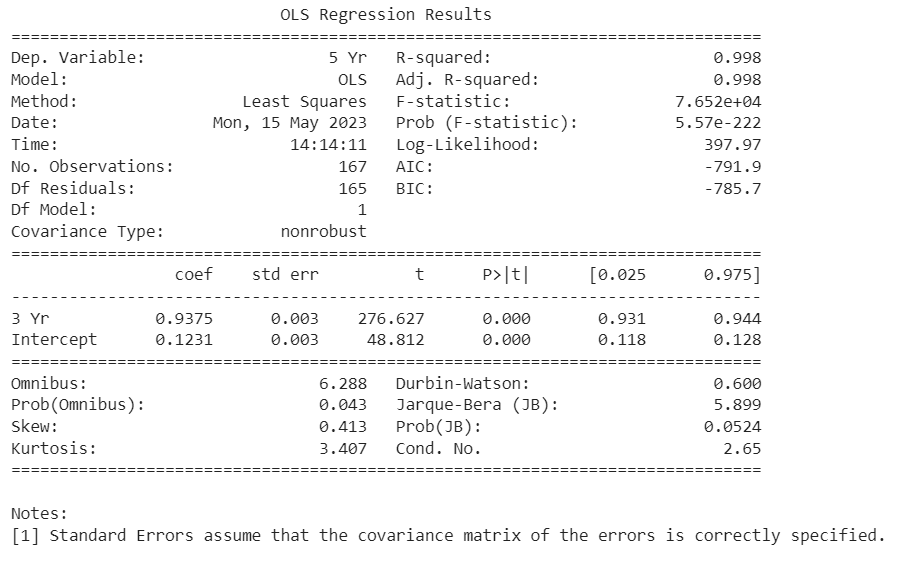 OLS Regression Results
==============================================================================
Dep. Variable:                   5 Yr   R-squared:                       0.998
Model:                            OLS   Adj. R-squared:                  0.998
Method:                 Least Squares   F-statistic:                 7.652e+04
Date:                Mon, 15 May 2023   Prob (F-statistic):          5.57e-222
Time:                        14:14:11   Log-Likelihood:                 397.97
No. Observations:                 167   AIC:                            -791.9
Df Residuals:                     165   BIC:                            -785.7
Df Model:                           1
Covariance Type:            nonrobust
==============================================================================
                 coef    std err          t      P>|t|      [0.025      0.975]
------------------------------------------------------------------------------
3 Yr           0.9375      0.003    276.627      0.000       0.931       0.944
Intercept      0.1231      0.003     48.812      0.000       0.118       0.128
==============================================================================
Omnibus:                        6.288   Durbin-Watson:                   0.600
Prob(Omnibus):                  0.043   Jarque-Bera (JB):                5.899
Skew:                           0.413   Prob(JB):                       0.0524
Kurtosis:                       3.407   Cond. No.                         2.65
==============================================================================
Notes:
[1] Standard Errors assume that the covariance matrix of the errors is correctly specified.